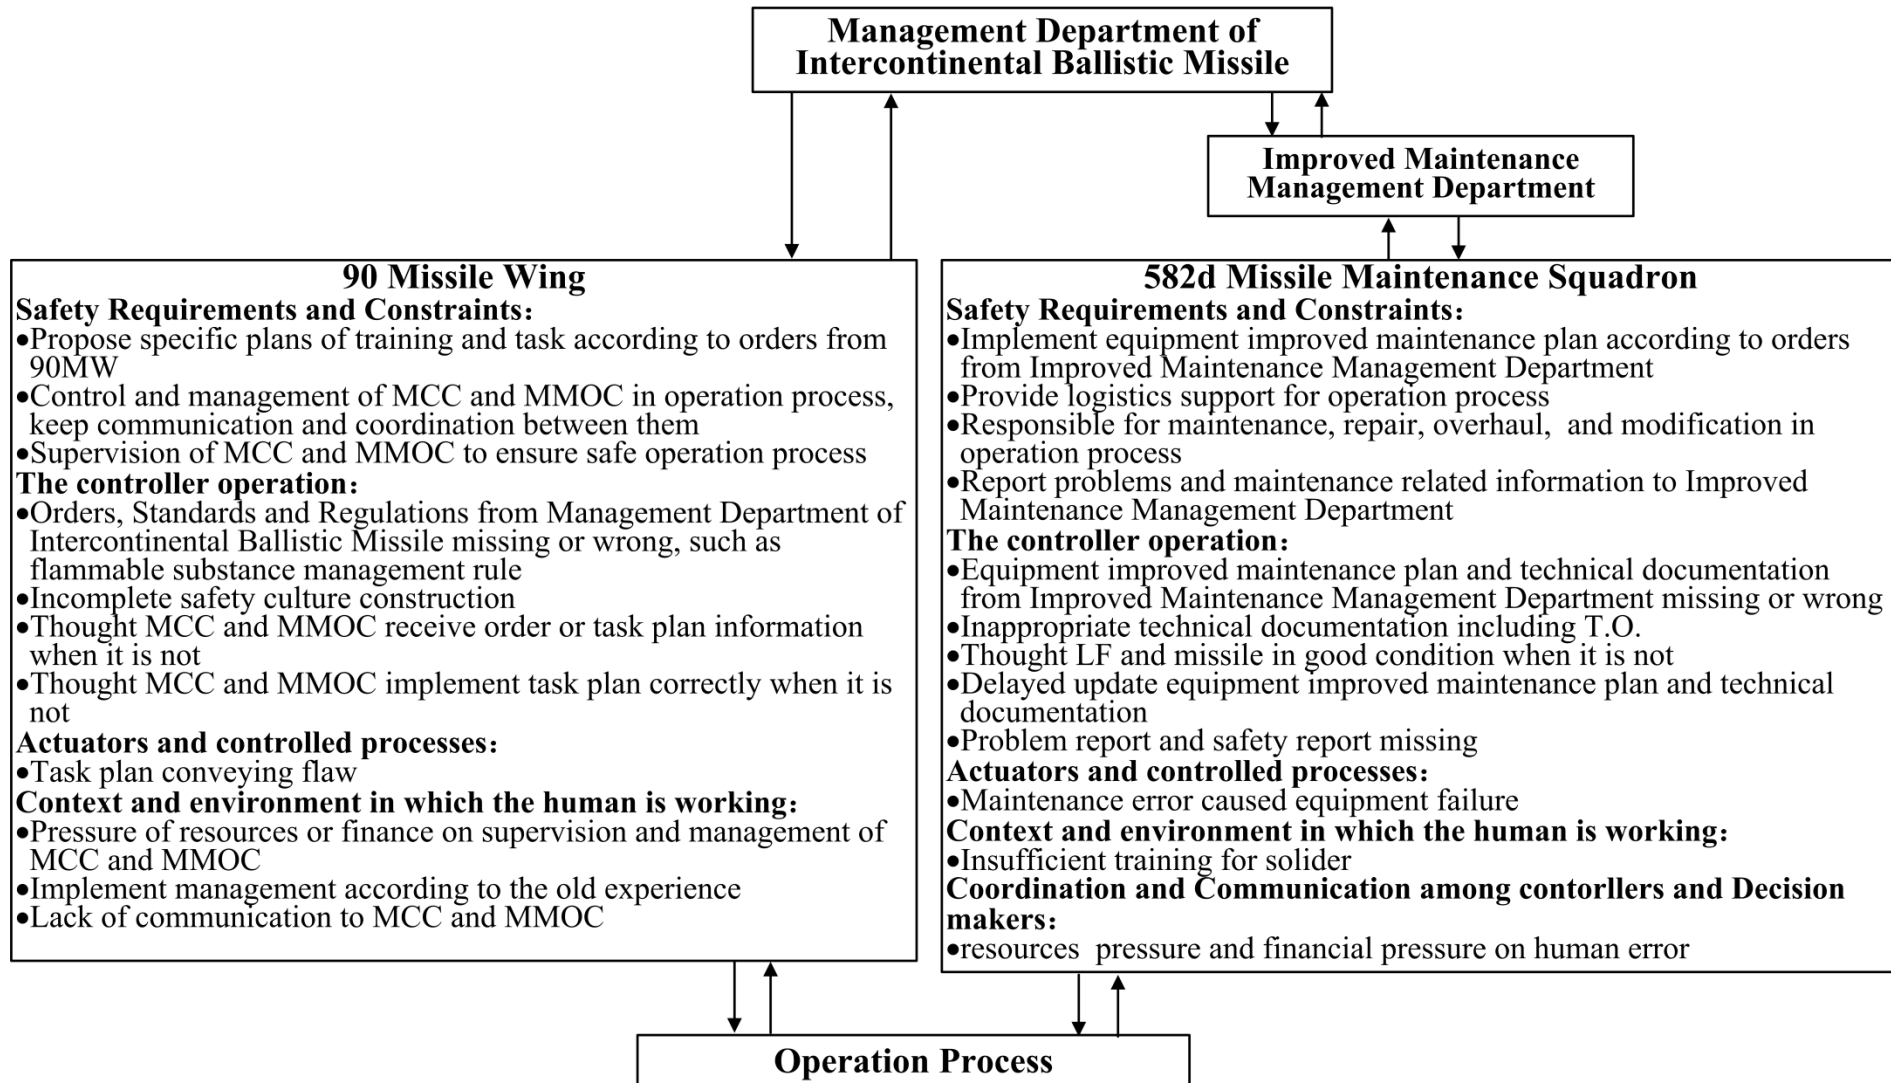 Management Department of
Intercontinental Ballistic Missile
Improved Maintenance
Management Department
90 Missile Wing
Safety Requirements and Constraints：
•Propose specific plans of training and task according to orders from
90MW
•Control and management of MCC and MMOC in operation process,
keep communication and coordination between them
•Supervision of MCC and MMOC to ensure safe operation process
The controller operation：
•Orders, Standards and Regulations from Management Department of
Intercontinental Ballistic Missile missing or wrong, such as
flammable substance management rule
•Incomplete safety culture construction
•Thought MCC and MMOC receive order or task plan information
when it is not
•Thought MCC and MMOC implement task plan correctly when it is
not
Actuators and controlled processes：
•Task plan conveying flaw
Context and environment in which the human is working：
•Pressure of resources or finance on supervision and management of
MCC and MMOC
•Implement management according to the old experience
•Lack of communication to MCC and MMOC
582d Missile Maintenance Squadron
Safety Requirements and Constraints：
•Implement equipment improved maintenance plan according to orders
from Improved Maintenance Management Department
•Provide logistics support for operation process
•Responsible for maintenance, repair, overhaul,  and modification in
operation process
•Report problems and maintenance related information to Improved
Maintenance Management Department
The controller operation：
•Equipment improved maintenance plan and technical documentation
from Improved Maintenance Management Department missing or wrong
•Inappropriate technical documentation including T.O.
•Thought LF and missile in good condition when it is not
•Delayed update equipment improved maintenance plan and technical
documentation
•Problem report and safety report missing
Actuators and controlled processes：
•Maintenance error caused equipment failure
Context and environment in which the human is working：
•Insufficient training for solider
Coordination and Communication among contorllers and Decision
makers：
•resources  pressure and financial pressure on human error
Operation Process